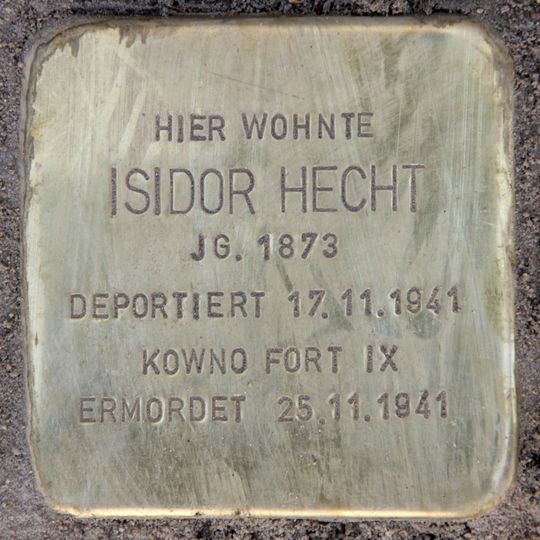 HIER WOHNTE
ISIDOR HECHT
JG. 1873
DEPORTIERT 17.11.1941
KOWNO FORT IX
ERMORDET 25.11.1941